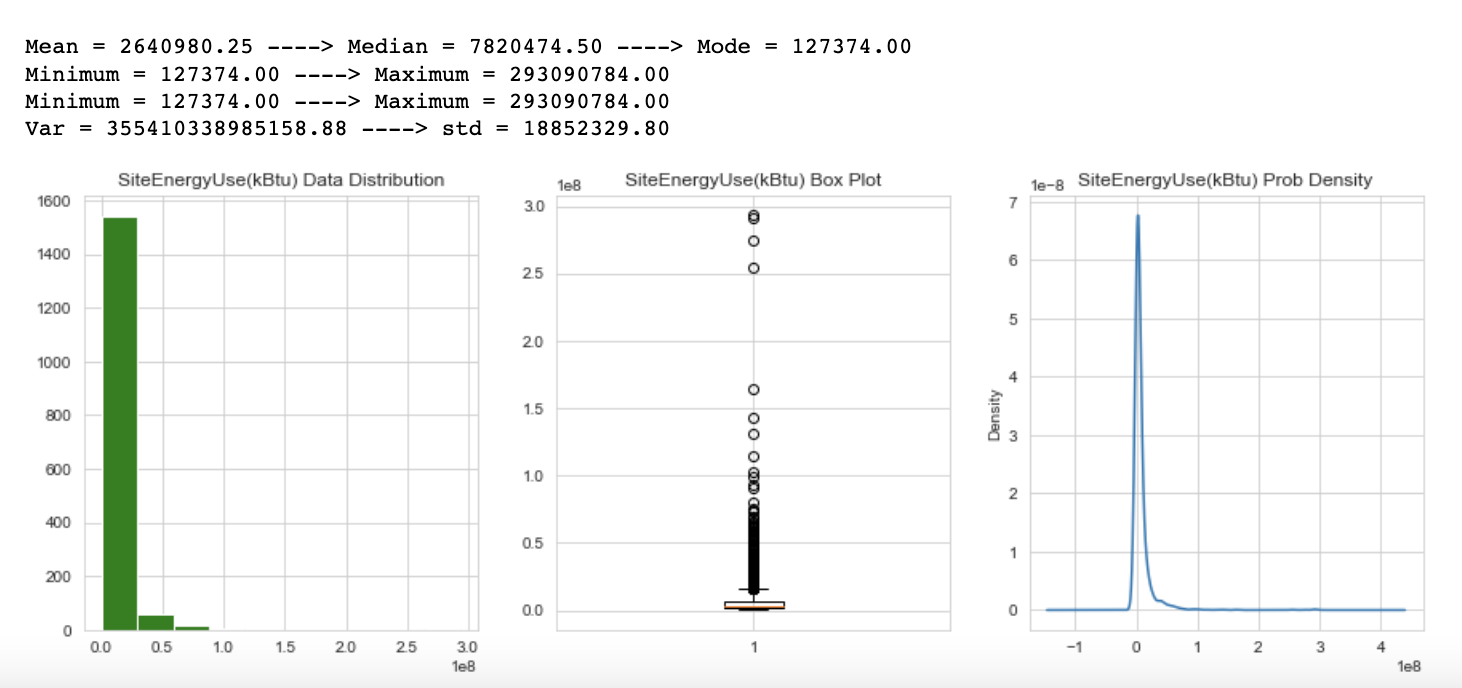 Mean = 2640980.25 ----> Median = 7820474.50 ----> Mode = 127374.00
Minimum = 127374.00 ----> Maximum = 293090784.00
Minimum = 127374.00 ----> Maximum = 293090784.00
Var = 355410338985158.88 ----> std = 18852329.80
SiteEnergyUse(kBtu) Data Distribution
1600
1400
1200
1000
800
600
400
200
0
0.0 0.5 1.0 1.5 2.0 2.5 3.0
1e8
1e8 SiteEnergyUse(kBtu) Box Plot
3.0
2.5
2.0
1.5
1.0
0.5
0.0
1
1e−8 SiteEnergyUse(kBtu) Prob Density
7
6
5
4
3
2
1
0
Density
−1 0 1 2 3 4
1e8